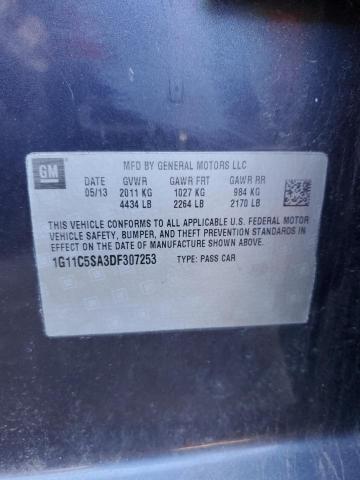 GM
MFD BY GENERAL MOTORS LLC
DATE GVWR GAWR FRT GAWR RR
05/13 2011 KG 1027 KG 984 KG
4434 LB 2264 LB 2170 LB
THIS VEHICLE CONFORMS TO ALL APPLICABLE U.S. FEDERAL MOTOR
VEHICLE SAFETY, BUMPER, AND THEFT PREVENTION STANDARDS IN
EFFECT ON THE DATE OF MANUFACTURE SHOWN ABOVE.
1G11C5SA3DF307253 TYPE: PASS CAR